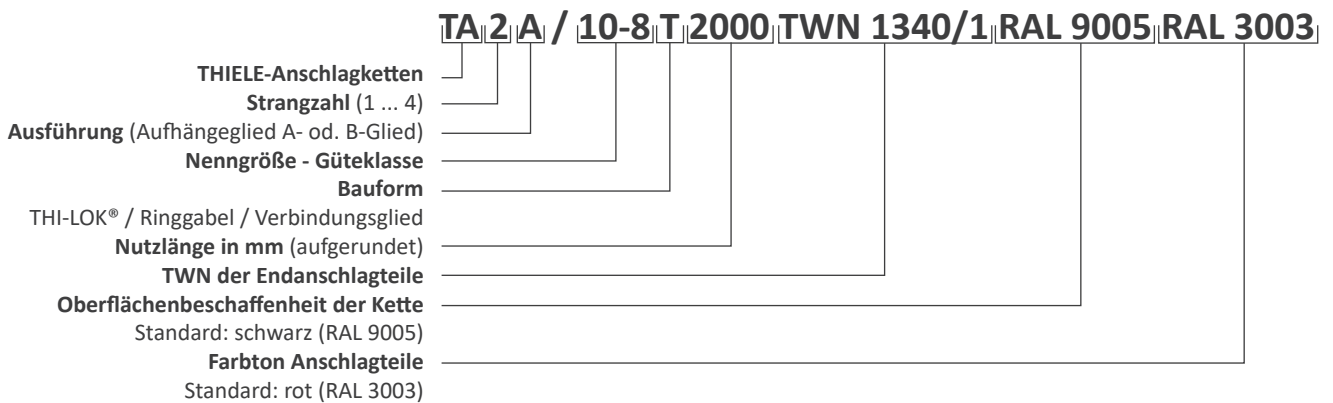 TA 2 A / 10-8 T 2000 TWN 1340/1 RAL 9005 RAL 3003
THIELE-Anschlagketten
Strangzahl (1 ... 4)
Ausführung (Aufhängeglied A- od. B-Glied)
Nenngröße - Güteklasse
Bauform
THI-LOK® / Ringgabel / Verbindungsglied
Nutzlänge in mm (aufgerundet)
TWN der Endanschlagteile
Oberflächenbeschaffenheit der Kette
Standard: schwarz (RAL 9005)
Farbton Anschlagteile
Standard: rot (RAL 3003)